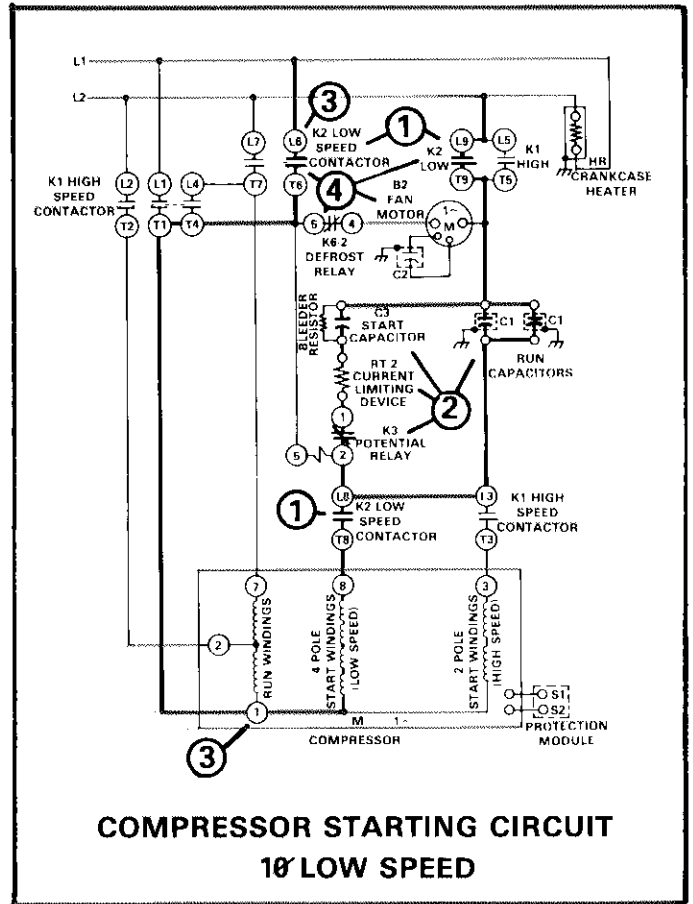 L1
L2
3
K2 LOW
SPEED
CONTACTOR
1
L7
L6
L9
L5
K2
LOW
K1
HIGH
HR
CRANKCASE
HEATER
K1 HIGH
SPEED
CONTACTOR
L2
L1
L4
T7
T6
4
T9
T5
B2
FAN
MOTOR
T2
T1
T4
4
1~
M
K6-2
DEFROST
RELAY
C2
BLEEDER
RESISTOR
C3
START
CAPACITOR
C1
C1
RUN
CAPACITORS
RT 2
CURRENT
LIMITING
DEVICE
2
1
K3
POTENTIAL
RELAY
5
2
1
L8
K2 LOW
SPEED
CONTACTOR
T8
L3
K1 HIGH
SPEED
CONTACTOR
T3
7
8
3
2
RUN WINDINGS
4 POLE
START WINDINGS
(LOW SPEED)
2 POLE
START WINDINGS
(HIGH SPEED)
S1
S2
PROTECTION
MODULE
1
M 1~
COMPRESSOR
3
COMPRESSOR STARTING CIRCUIT
LOW SPEED